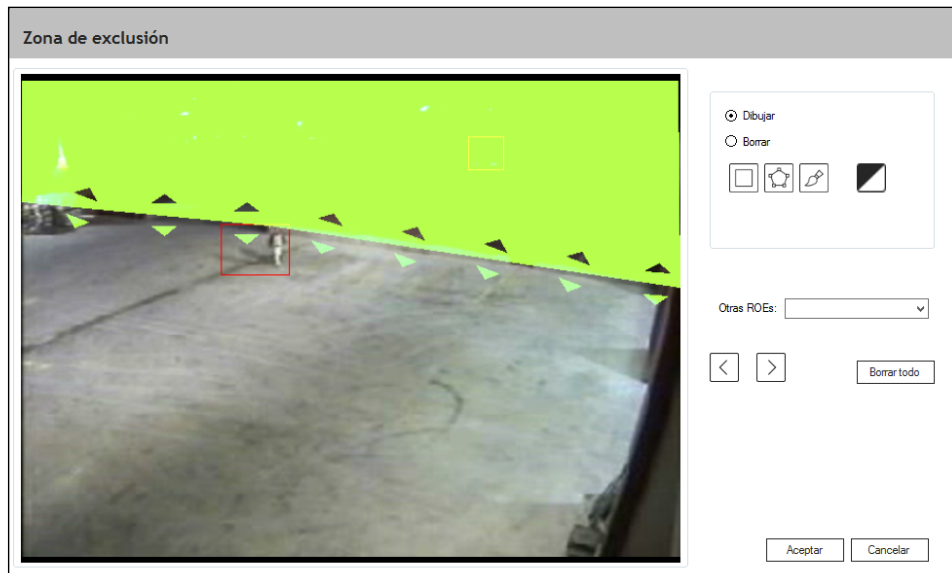 Zona de exclusión
Dibujar
Borrar
Otras ROEs:
Borrar todo
Aceptar
Cancelar